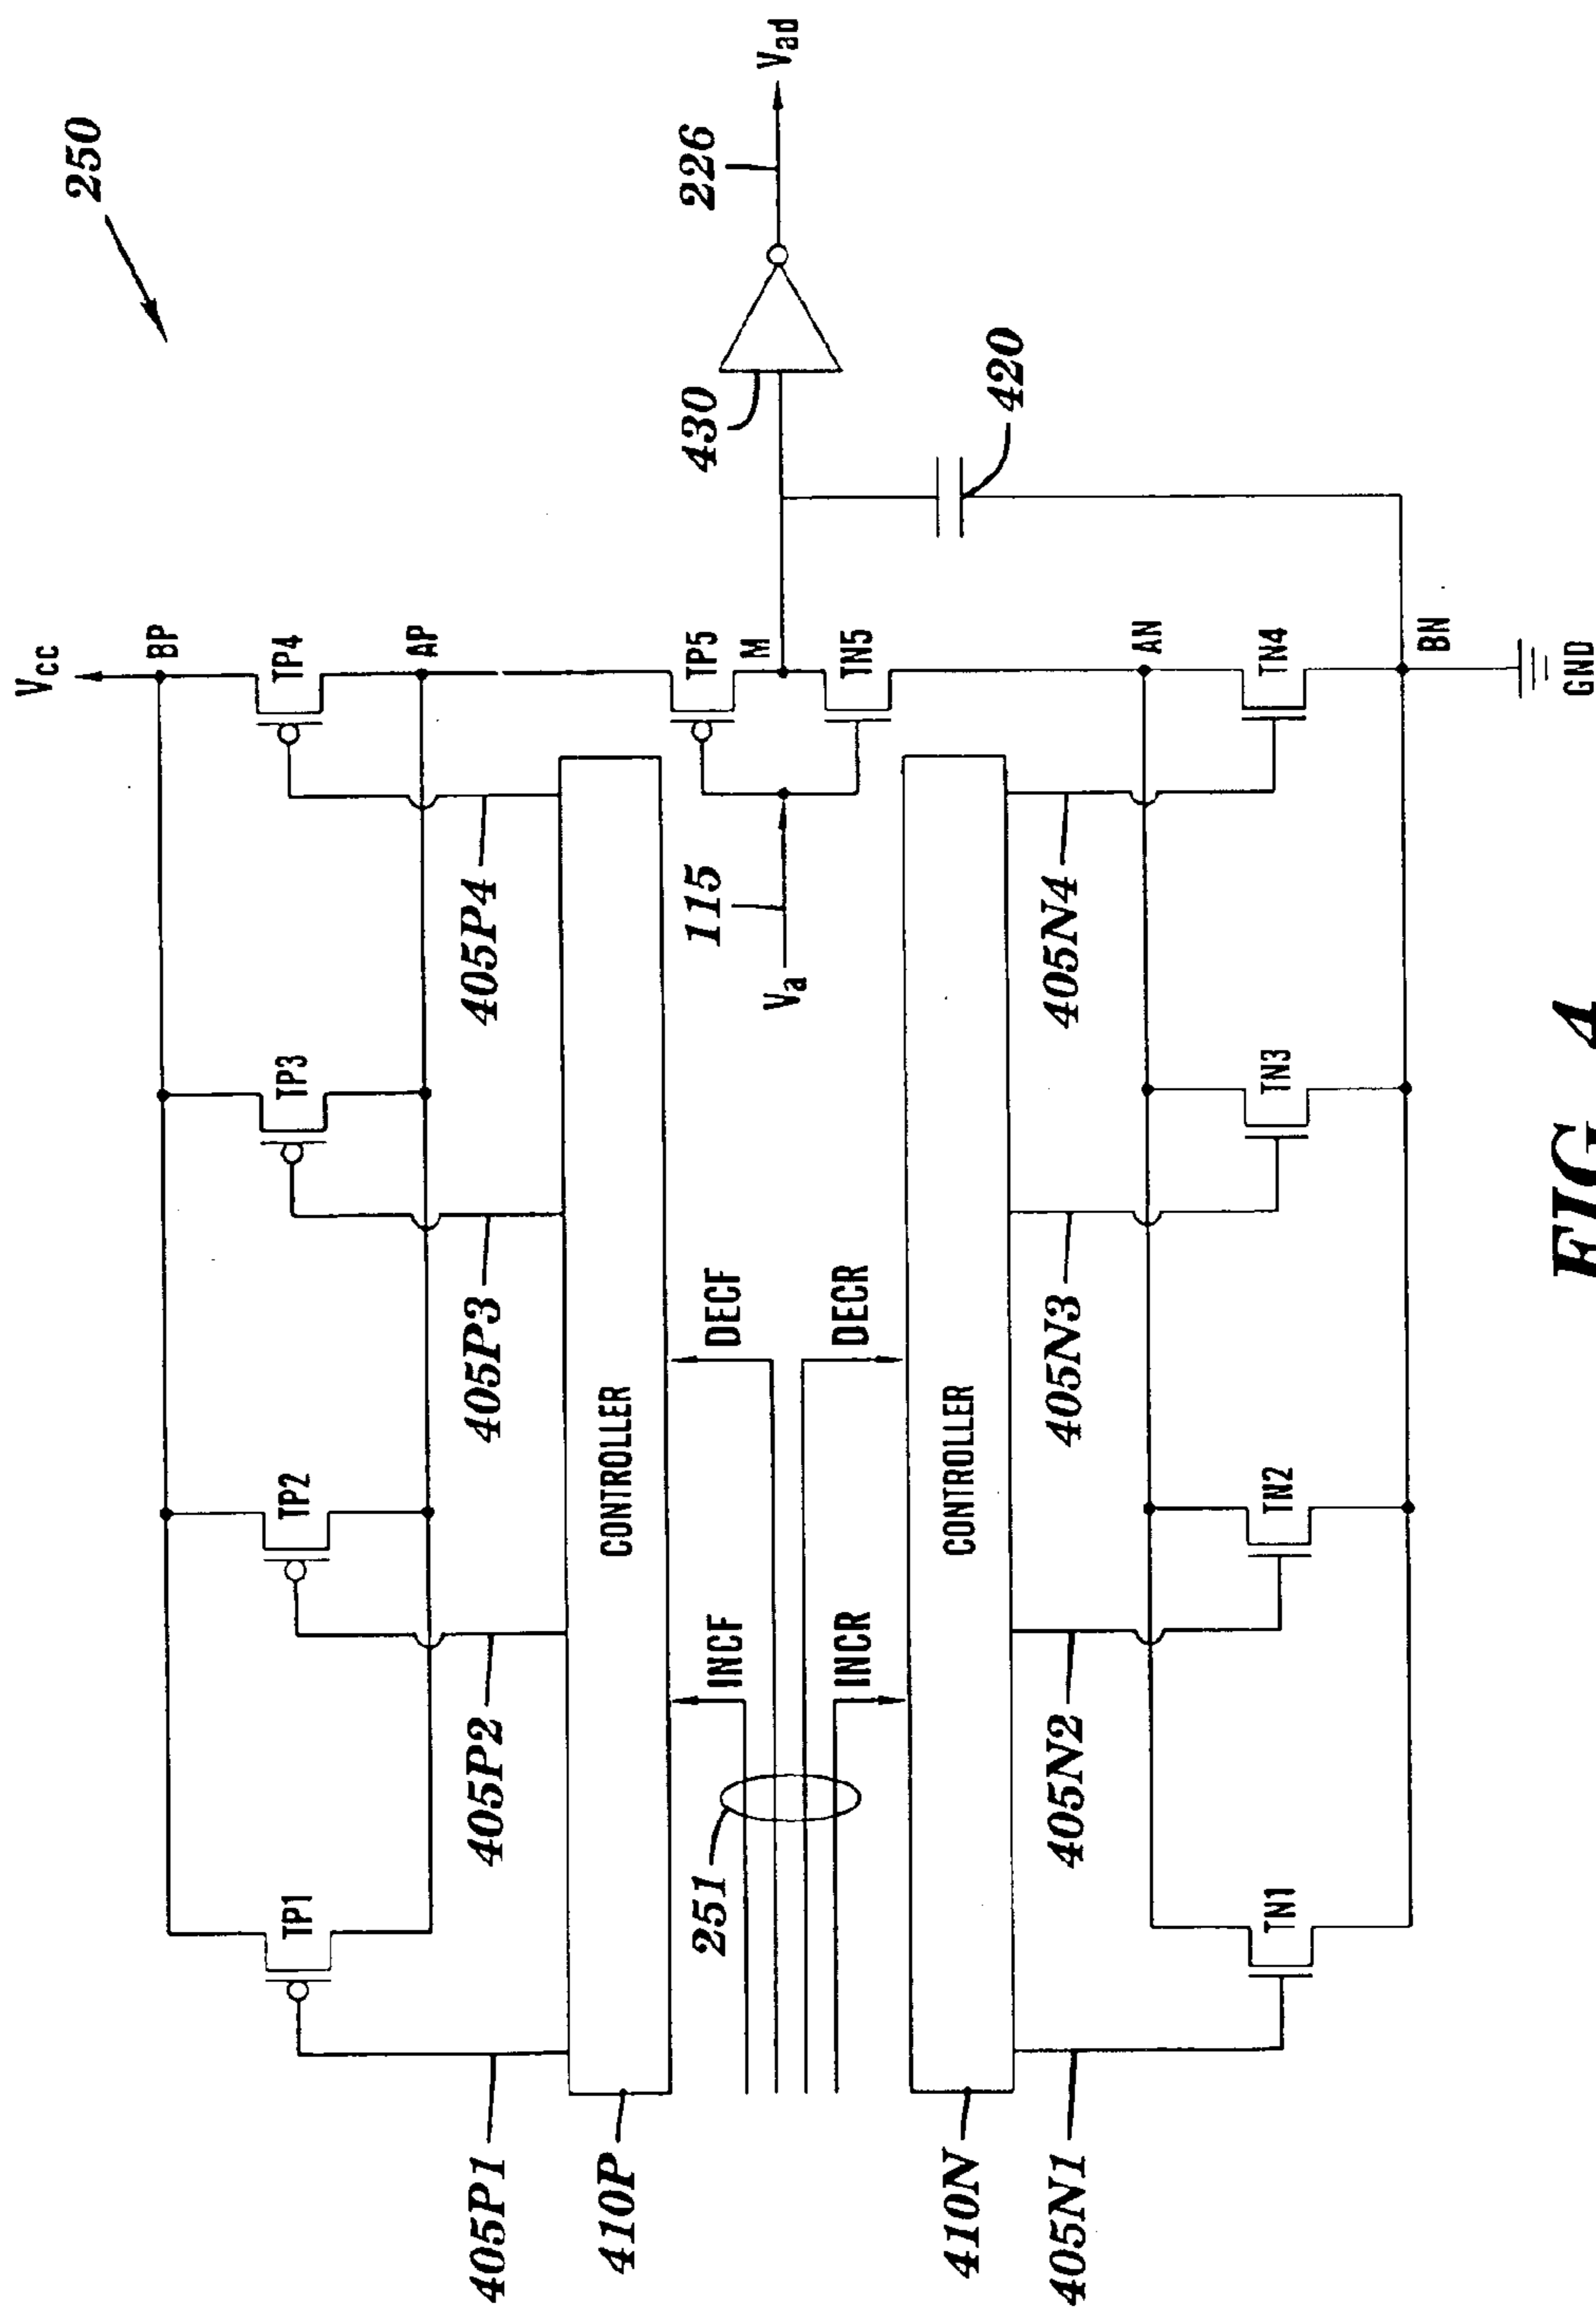 250
Vcc
BP
TP1
TP2
TP3
TP4
AP
405P1
405P2
405P3
405P4
410P
CONTROLLER
TP5
M
TN5
430
226
Vad
251
INCF
DECF
INCR
DECR
Va
115
420
410N
CONTROLLER
405N1
405N2
405N3
405N4
AN
TN1
TN2
TN3
TN4
BN
GND
FIG. 4